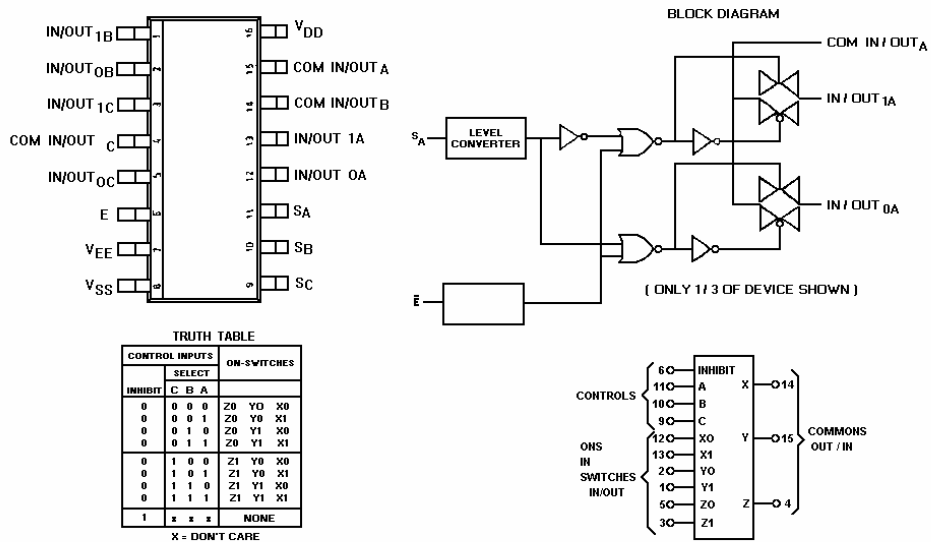 IN/OUT 1B
IN/OUT 0B
IN/OUT 1C
COM IN/OUT C
IN/OUT 0C
E
VEE
VSS
1
2
3
4
5
6
7
8
16
15
14
13
12
11
10
9
VDD
COM IN/OUT A
COM IN/OUT B
IN/OUT 1A
IN/OUT 0A
SA
SB
SC
BLOCK DIAGRAM
COM IN / OUTA
IN / OUT1A
SA
LEVEL
CONVERTER
IN / OUT0A
( ONLY 1 / 3 OF DEVICE SHOWN )
E
TRUTH TABLE
CONTROL INPUTS ON-SWITCHES
SELECT
INHIBIT C B A
0 0 0 0 Z0 Y0 X0
0 0 0 1 Z0 Y0 X1
0 0 1 0 Z0 Y1 X0
0 0 1 1 Z0 Y1 X1
0 1 0 0 Z1 Y0 X0
0 1 0 1 Z1 Y0 X1
0 1 1 0 Z1 Y1 X0
0 1 1 1 Z1 Y1 X1
1 x x x NONE
X = DON'T CARE
CONTROLS
ONS
IN
SWITCHES
IN/OUT
6 INHIBIT
11 A
10 B
9 C
12 X0
13 X1
2 Y0
1 Y1
5 Z0
3 Z1
X 14
Y 15
Z 4
COMMONS
OUT / IN